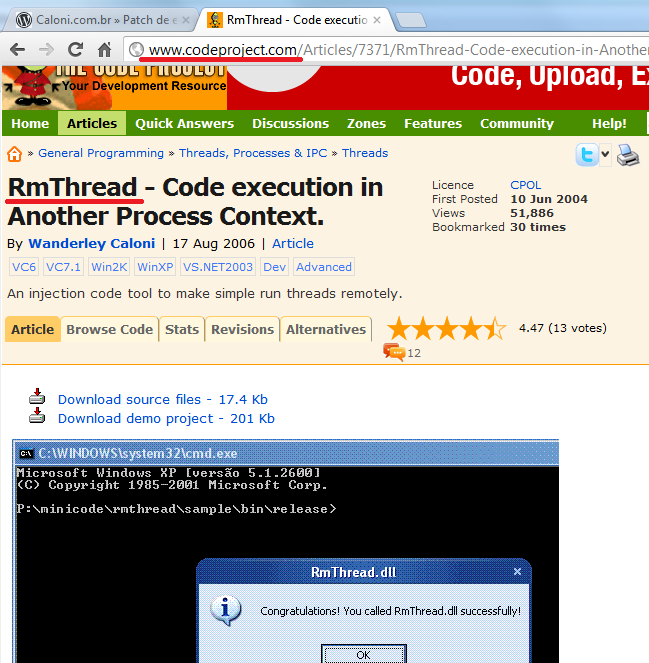 Caloni.com.br » Patch de e
RmThread - Code executio
www.codeproject.com/Articles/7371/RmThread-Code-execution-in-Another
THE CODE PROJECT
Your Development Resource
Code, Upload, Ex
Home Articles Quick Answers Discussions Zones Features Community Help!
» General Programming » Threads, Processes & IPC » Threads
RmThread - Code execution in
Another Process Context.
By Wanderley Caloni | 17 Aug 2006 | Article
Licence CPOL
First Posted 10 Jun 2004
Views 51,886
Bookmarked 30 times
VC6 VC7.1 Win2K WinXP VS.NET2003 Dev Advanced
An injection code tool to make simple run threads remotely.
Article Browse Code Stats Revisions Alternatives
4.47 (13 votes)
12
Download source files - 17.4 Kb
Download demo project - 201 Kb
C:\WINDOWS\system32\cmd.exe
Microsoft Windows XP [versão 5.1.2600]
(C) Copyright 1985-2001 Microsoft Corp.
P:\minicode\rmthread\sample\bin\release>
RmThread.dll
Congratulations! You called RmThread.dll successfully!
OK